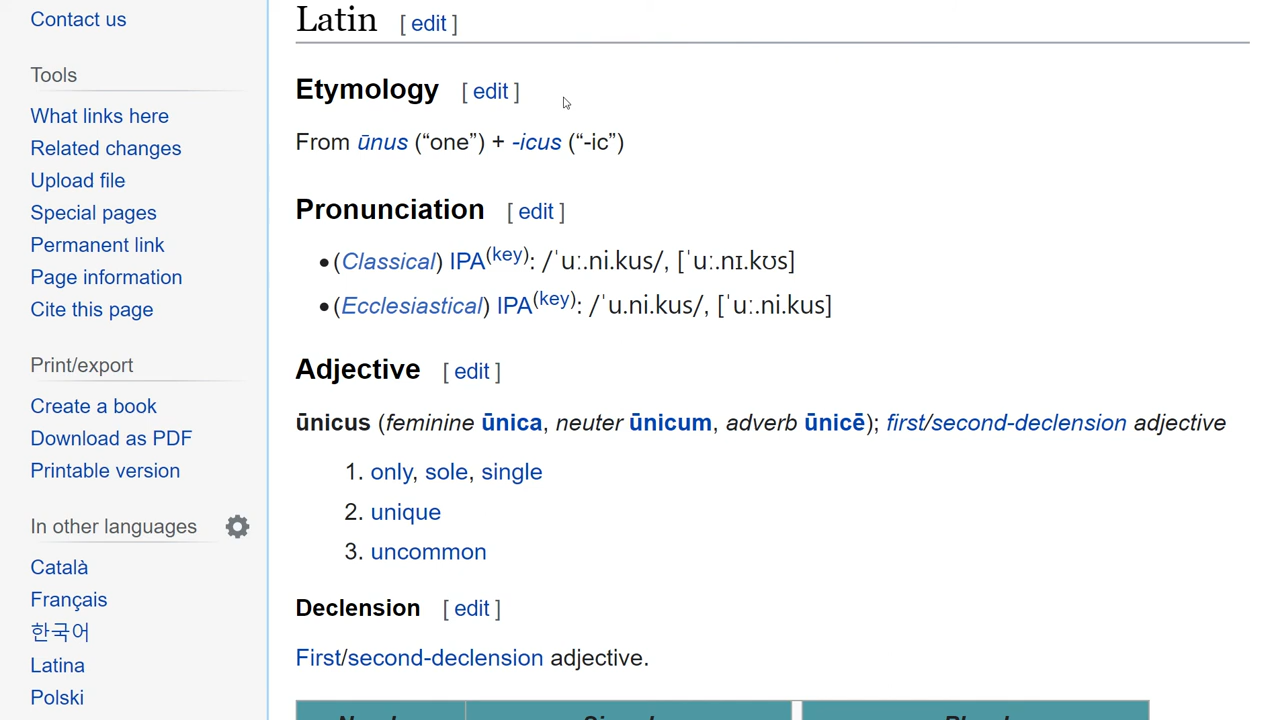 Contact us
Tools
What links here
Related changes
Upload file
Special pages
Permanent link
Page information
Cite this page
Print/export
Create a book
Download as PDF
Printable version
In other languages
Català
Français
한국어
Latina
Polski
Latin [ edit ]
Etymology [ edit ]
From ūnus (“one”) + -icus (“-ic”)
Pronunciation [ edit ]
• (Classical) IPA(key): /ˈuː.ni.kus/, [ˈuː.nɪ.kʊs]
• (Ecclesiastical) IPA(key): /ˈu.ni.kus/, [ˈuː.ni.kus]
Adjective [ edit ]
ūnicus (feminine ūnica, neuter ūnicum, adverb ūnicē); first/second-declension adjective
1. only, sole, single
2. unique
3. uncommon
Declension [ edit ]
First/second-declension adjective.